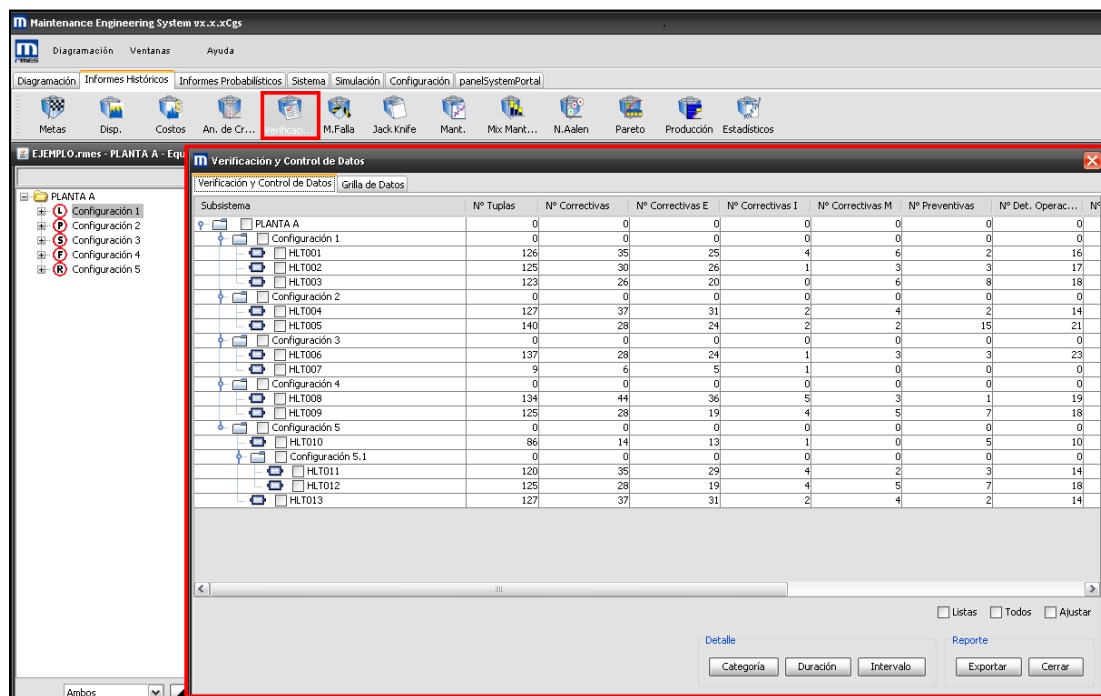 Maintenance Engineering System vx.x.xCgs
Diagramación Ventanas Ayuda
Diagramación Informes Históricos Informes Probabilísticos Sistema Simulación Configuración panelSystemPortal
Metas Disp. Costos An. de Cr... Verificaci... M.Falla Jack Knife Mant. Mix Mant... N.Aalen Pareto Producción Estadísticos
EJEMPLO.rmes - PLANTA A - Equ
PLANTA A
L Configuración 1
P Configuración 2
S Configuración 3
F Configuración 4
R Configuración 5
Verificación y Control de Datos
Verificación y Control de Datos Grilla de Datos
Subsistema Nº Tuplas Nº Correctivas Nº Correctivas E Nº Correctivas I Nº Correctivas M Nº Preventivas Nº Det. Operac... Nº
PLANTA A 0 0 0 0 0 0 0
Configuración 1 0 0 0 0 0 0 0
HLT001 126 35 25 4 6 2 16
HLT002 125 30 26 1 3 3 17
HLT003 123 26 20 0 6 8 18
Configuración 2 0 0 0 0 0 0 0
HLT004 127 37 31 2 4 2 14
HLT005 140 28 24 2 2 15 21
Configuración 3 0 0 0 0 0 0 0
HLT006 137 28 24 1 3 3 23
HLT007 9 6 5 1 0 0 0
Configuración 4 0 0 0 0 0 0 0
HLT008 134 44 36 5 3 1 19
HLT009 125 28 19 4 5 7 18
Configuración 5 0 0 0 0 0 0 0
HLT010 86 14 13 1 0 5 10
Configuración 5.1 0 0 0 0 0 0 0
HLT011 120 35 29 4 2 3 14
HLT012 125 28 19 4 5 7 18
HLT013 127 37 31 2 4 2 14
Listas Todos Ajustar
Detalle Reporte
Categoría Duración Intervalo Exportar Cerrar
Ambos